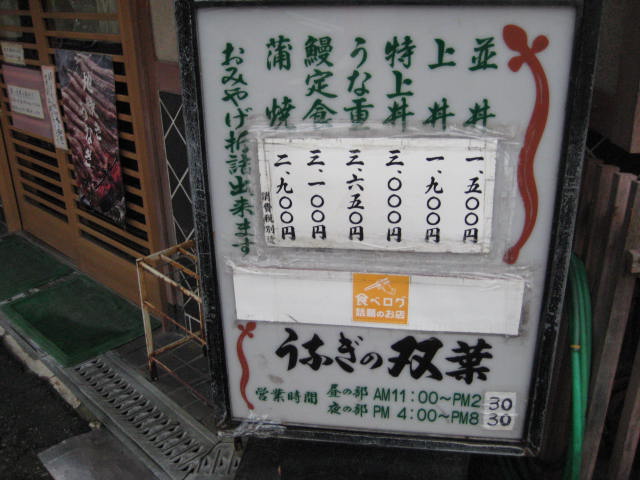 並丼
上丼
特上丼
うな重
鰻定食
蒲焼
おみやげ折詰出来ます
一、五〇〇円
一、九〇〇円
三、〇〇〇円
三、六五〇円
三、一〇〇円
二、九〇〇円
消費税別途
食べログ
話題のお店
うなぎの双葉
営業時間 昼の部 AM11:00~PM2 30
夜の部 PM 4:00~PM8 30